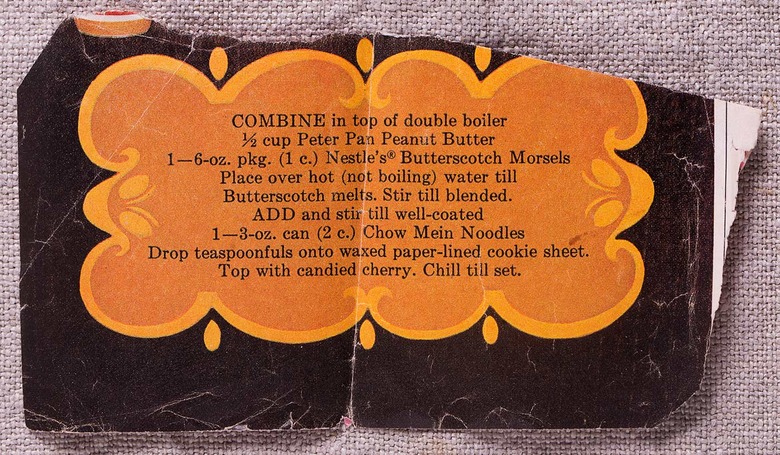 COMBINE in top of double boiler
½ cup Peter Pan Peanut Butter
1—6-oz. pkg. (1 c.) Nestle's® Butterscotch Morsels
Place over hot (not boiling) water till
Butterscotch melts. Stir till blended.
ADD and stir till well-coated
1—3-oz. can (2 c.) Chow Mein Noodles
Drop teaspoonfuls onto waxed paper-lined cookie sheet.
Top with candied cherry. Chill till set.